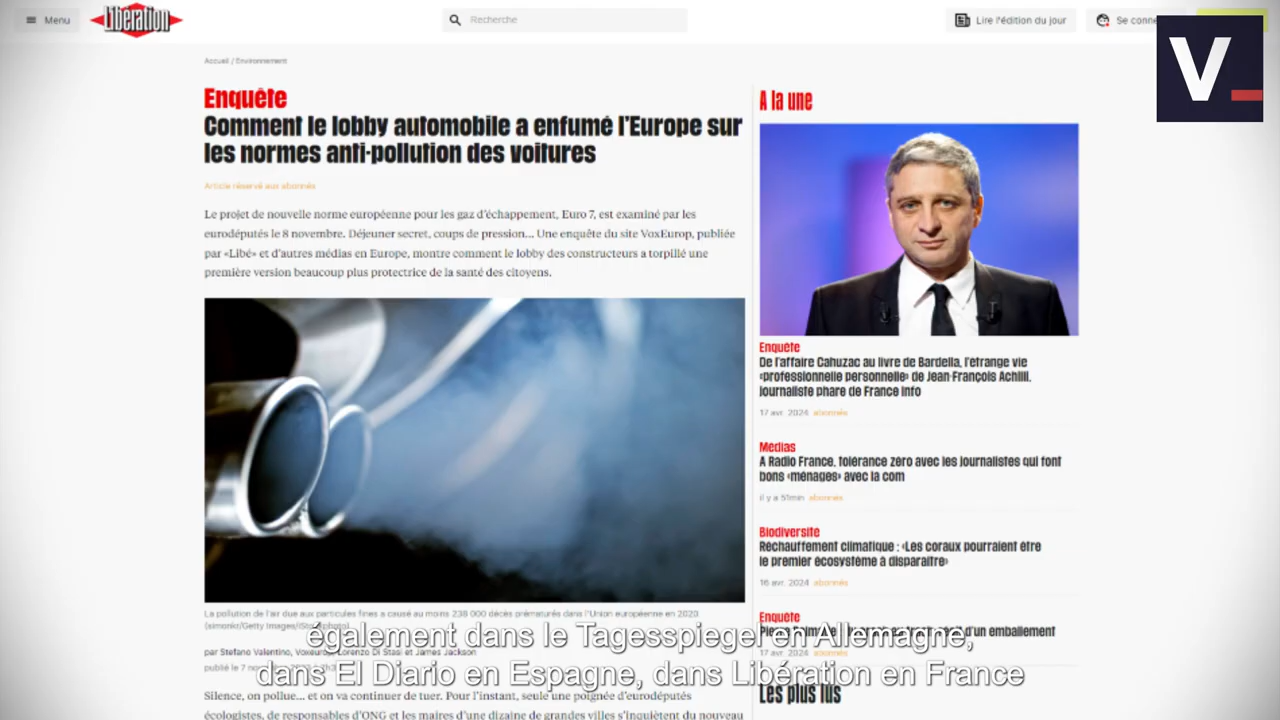 Menu
Libération
Recherche
Lire l'édition du jour
Se conne
V_
Accueil / Environnement
Enquête
Comment le lobby automobile a enfumé l'Europe sur
les normes anti-pollution des voitures
Article réservé aux abonnés
Le projet de nouvelle norme européenne pour les gaz d'échappement, Euro 7, est examiné par les
eurodéputés le 8 novembre. Déjeuner secret, coups de pression… Une enquête du site VoxEurop, publiée
par «Libé» et d'autres médias en Europe, montre comment le lobby des constructeurs a torpillé une
première version beaucoup plus protectrice de la santé des citoyens.
La pollution de l'air due aux particules fines a causé au moins 238 000 décès prématurés dans l'Union européenne en 2020.
(simonkr/Getty Images/
par Stefano Valentino, Voxeurop, Lorenzo Di Stasi et James Jackson
publié le 7
Silence, on pollue… et on va continuer de tuer. Pour l'instant, seule une poignée d'eurodéputés
écologistes, de responsables d'ONG et les maires d'une dizaine de grandes villes s'inquiètent du nouveau
A la une
Enquête
De l'affaire Cahuzac au livre de Bardella, l'étrange vie
«professionnelle personnelle» de Jean-François Achilli,
journaliste phare de France Info
17 avr. 2024 abonnés
Médias
A Radio France, tolérance zéro avec les journalistes qui font
bons «ménages» avec la com
il y a 51min abonnés
Biodiversité
Réchauffement climatique : «Les coraux pourraient être
le premier écosystème à disparaître»
16 avr. 2024 abonnés
Enquête
d'un emballement
17 avr. 2024 abonnés
Les plus lus
également dans le Tagesspiegel en Allemagne,
dans El Diario en Espagne, dans Libération en France